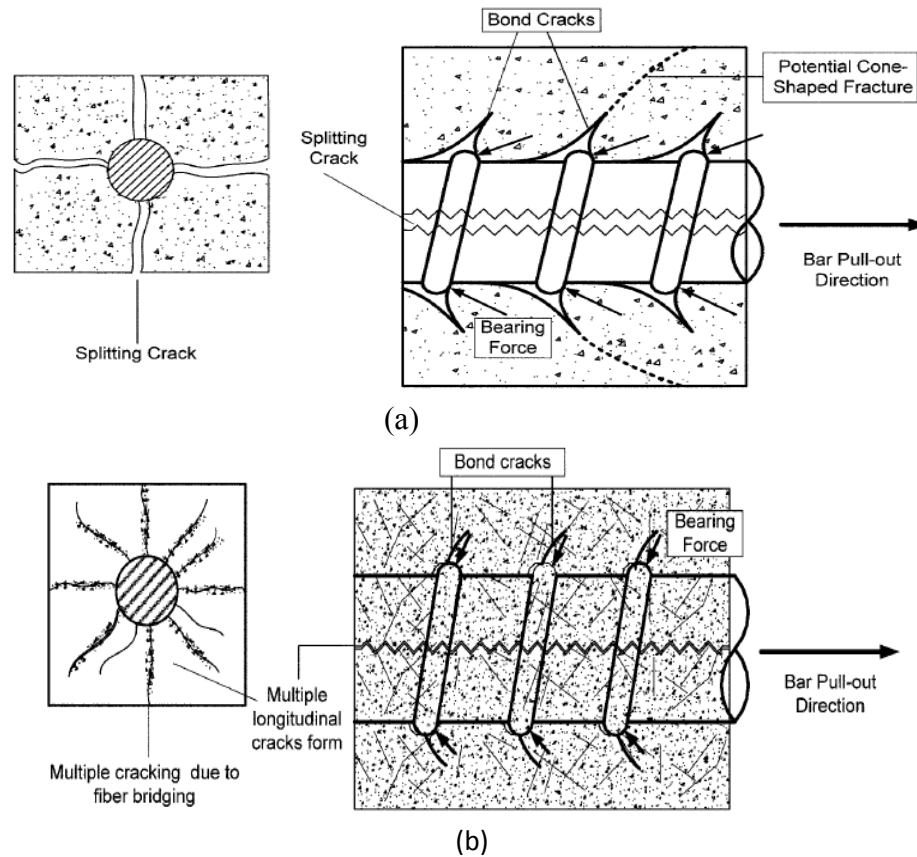 Bond Cracks
Potential Cone-
Shaped Fracture
Splitting
Crack
Bar Pull-out
Direction
Bearing
Force
Splitting Crack
(a)
Bond cracks
Bearing
Force
Multiple
longitudinal
cracks form
Bar Pull-out
Direction
Multiple cracking due to
fiber bridging
(b)